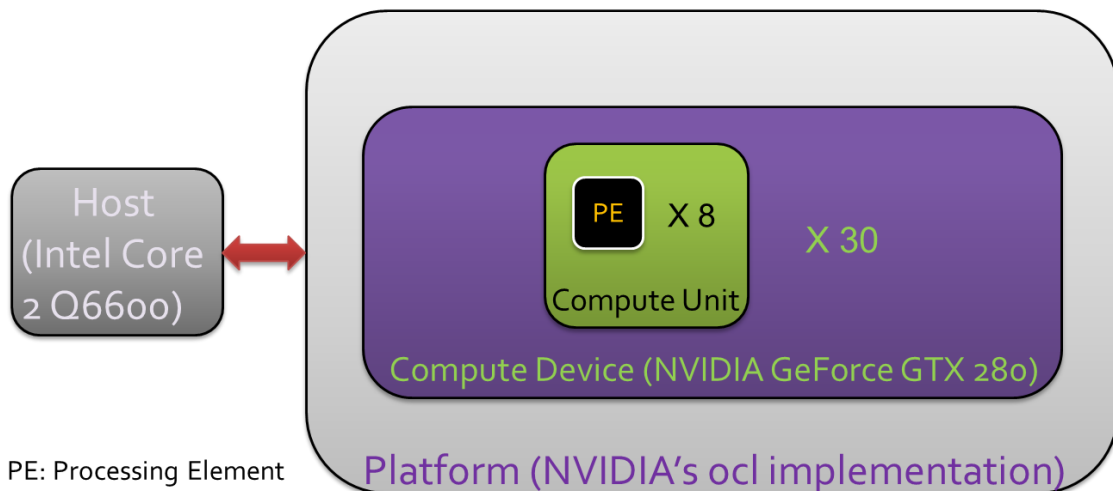 Host
(Intel Core
2 Q6600)
PE
X 8
X 30
Compute Unit
Compute Device (NVIDIA GeForce GTX 280)
PE: Processing Element
Platform (NVIDIA's ocl implementation)